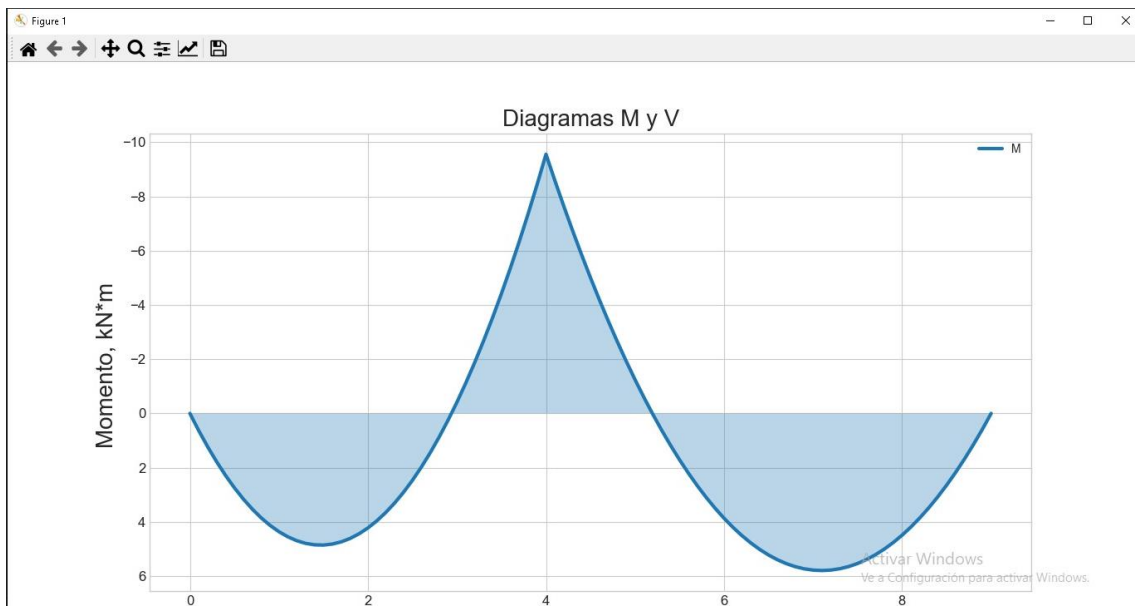 Figure 1
Diagramas M y V
M
Momento, kN*m
−10
−8
−6
−4
−2
0
2
4
6
0 2 4 6 8
Activar Windows
Ve a Configuración para activar Windows.